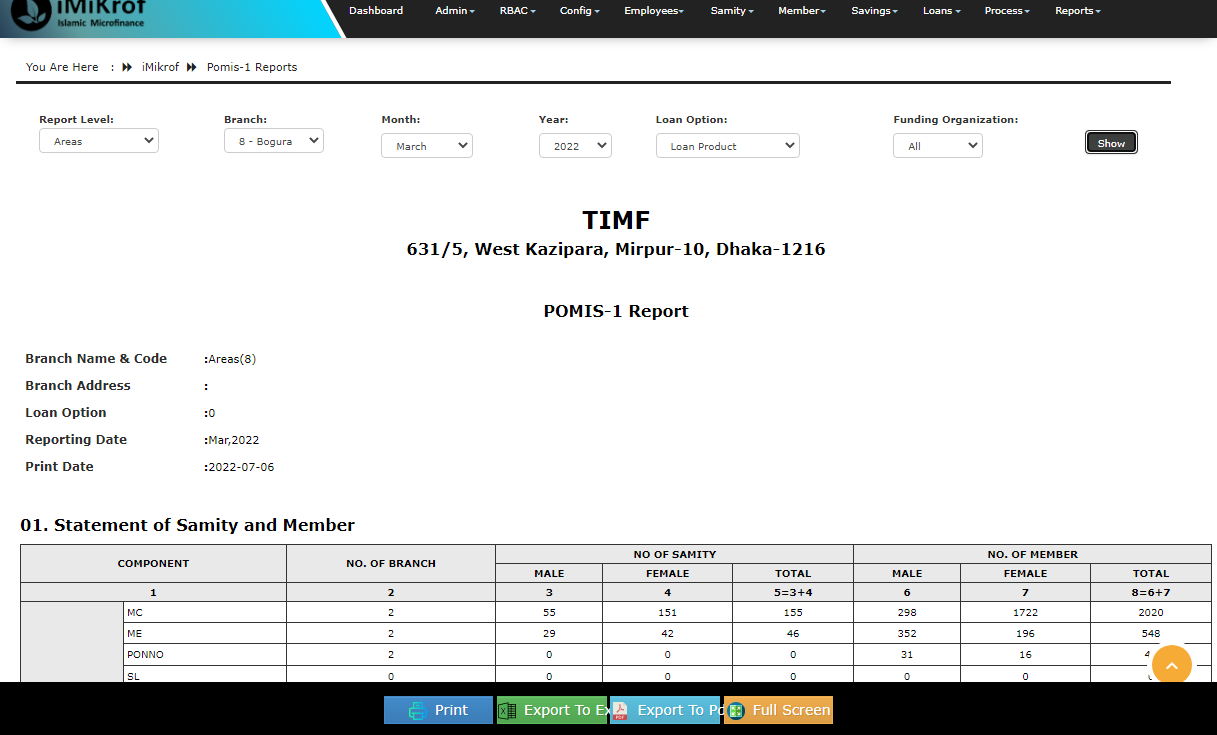 iMiKrof
Islamic Microfinance
Dashboard Admin RBAC Config Employees Samity Member Savings Loans Process Reports
You Are Here : iMikrof Pomis-1 Reports
Report Level: Branch: Month: Year: Loan Option: Funding Organization:
Areas 8 - Bogura March 2022 Loan Product All Show
TIMF
631/5, West Kazipara, Mirpur-10, Dhaka-1216
POMIS-1 Report
Branch Name & Code :Areas(8)
Branch Address :
Loan Option :0
Reporting Date :Mar,2022
Print Date :2022-07-06
01. Statement of Samity and Member
COMPONENT NO. OF BRANCH NO OF SAMITY NO. OF MEMBER
MALE FEMALE TOTAL MALE FEMALE TOTAL
1 2 3 4 5=3+4 6 7 8=6+7
MC 2 55 151 155 298 1722 2020
ME 2 29 42 46 352 196 548
PONNO 2 0 0 0 31 16
SL 0 0 0 0 0 0
Print Export To Ex Export To Pd Full Screen